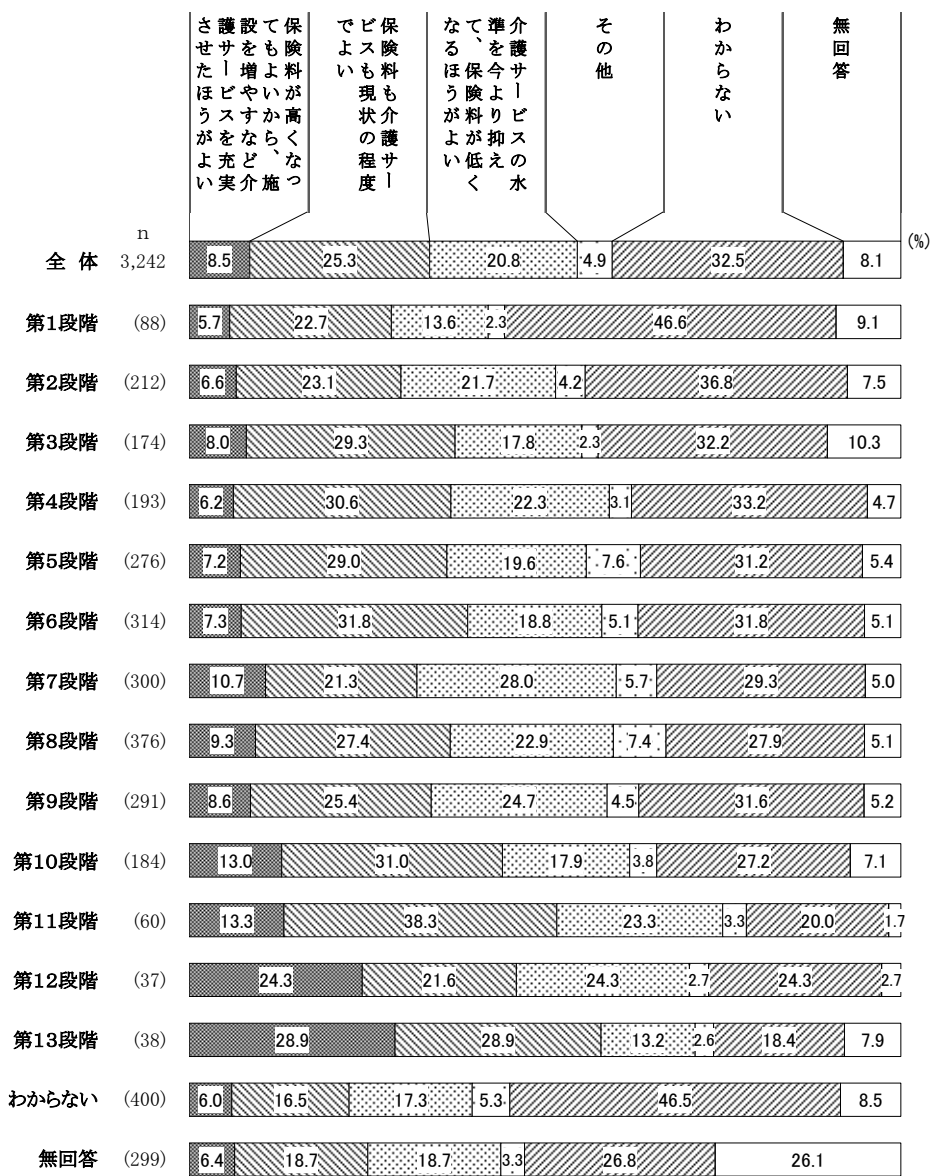 保険料が高くなっ
てもよいから、施
設を増やすなど介
護サービスを充実
させたほうがよい
保険料も介護サー
ビスも現状の程度
でよい
介護サービスの水
準を今より抑え
て、保険料が低く
なるほうがよい
その他
わからない
無回答
(%)
n
全 体 3,242 8.5 25.3 20.8 4.9 32.5 8.1
第1段階 (88) 5.7 22.7 13.6 2.3 46.6 9.1
第2段階 (212) 6.6 23.1 21.7 4.2 36.8 7.5
第3段階 (174) 8.0 29.3 17.8 2.3 32.2 10.3
第4段階 (193) 6.2 30.6 22.3 3.1 33.2 4.7
第5段階 (276) 7.2 29.0 19.6 7.6 31.2 5.4
第6段階 (314) 7.3 31.8 18.8 5.1 31.8 5.1
第7段階 (300) 10.7 21.3 28.0 5.7 29.3 5.0
第8段階 (376) 9.3 27.4 22.9 7.4 27.9 5.1
第9段階 (291) 8.6 25.4 24.7 4.5 31.6 5.2
第10段階 (184) 13.0 31.0 17.9 3.8 27.2 7.1
第11段階 (60) 13.3 38.3 23.3 3.3 20.0 1.7
第12段階 (37) 24.3 21.6 24.3 2.7 24.3 2.7
第13段階 (38) 28.9 28.9 13.2 2.6 18.4 7.9
わからない (400) 6.0 16.5 17.3 5.3 46.5 8.5
無回答 (299) 6.4 18.7 18.7 3.3 26.8 26.1